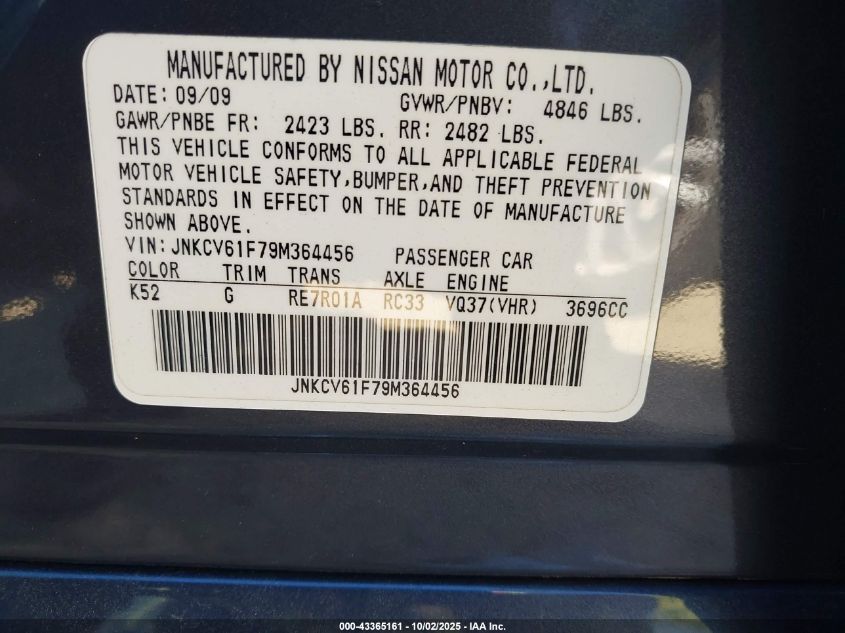 MANUFACTURED BY NISSAN MOTOR CO.,LTD.
DATE: 09/09 GVWR/PNBV: 4846 LBS.
GAWR/PNBE FR: 2423 LBS. RR: 2482 LBS.
THIS VEHICLE CONFORMS TO ALL APPLICABLE FEDERAL
MOTOR VEHICLE SAFETY,BUMPER,AND THEFT PREVENTION
STANDARDS IN EFFECT ON THE DATE OF MANUFACTURE
SHOWN ABOVE.
VIN: JNKCV61F79M364456 PASSENGER CAR
COLOR TRIM TRANS AXLE ENGINE
K52 G RE7R01A RC33 VQ37(VHR) 3696CC
JNKCV61F79M364456
000-43365161 - 10/02/2025 - IAA Inc.